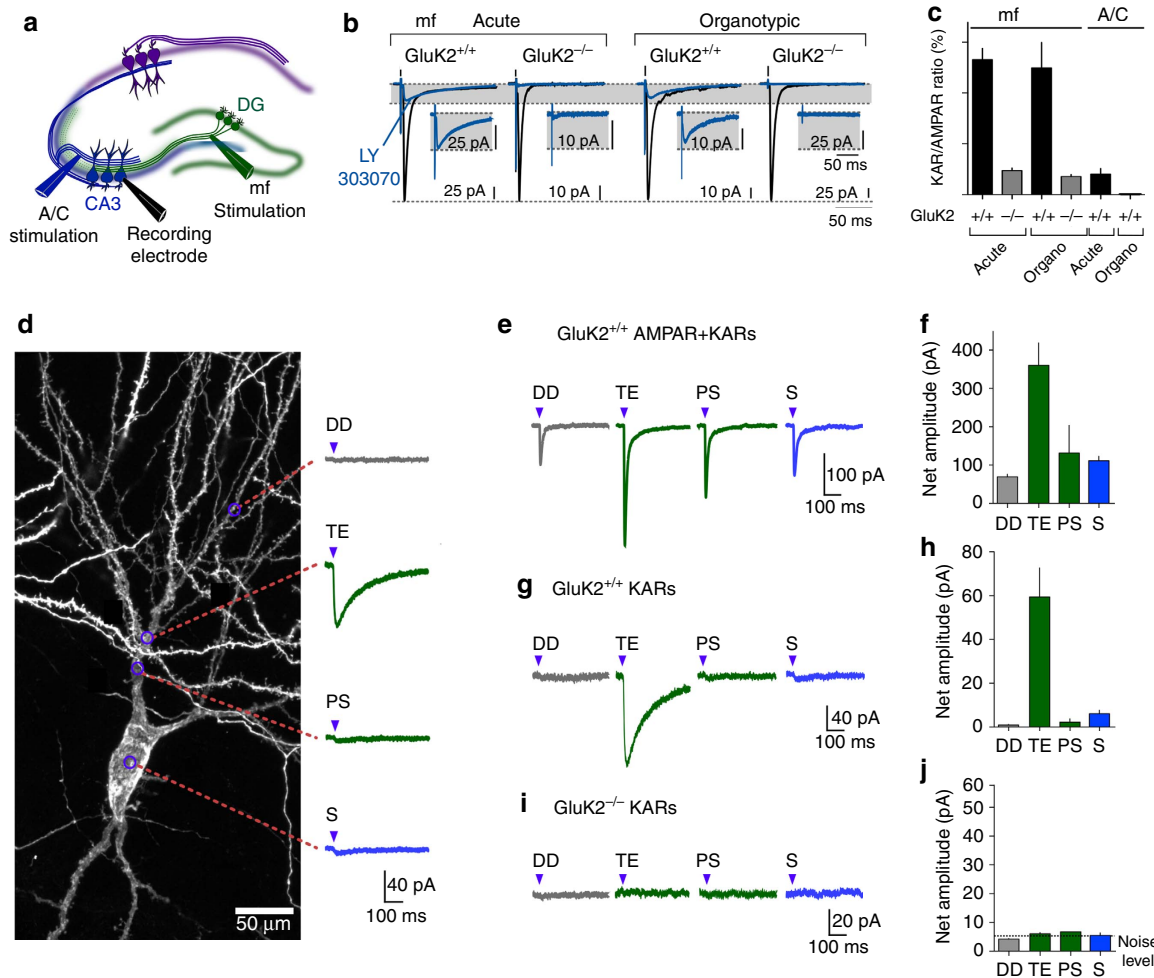 a
DG
LY
303070
CA3
mf
Stimulation
A/C
stimulation
Recording
electrode
b
mf Acute
Organotypic
GluK2+/+
GluK2–/–
GluK2+/+
GluK2–/–
25 pA
10 pA
10 pA
25 pA
50 ms
25 pA
10 pA
10 pA
25 pA
50 ms
c
mf
A/C
KAR/AMPAR ratio (%)
GluK2 +/+ –/– +/+ –/– +/+ +/+
Acute
Organo
Acute
Organo
d
DD
TE
PS
S
40 pA
100 ms
50 μm
e
GluK2+/+ AMPAR+KARs
DD TE PS S
100 pA
100 ms
f
Net amplitude (pA)
400
300
200
100
0
DD TE PS S
g
GluK2+/+ KARs
DD TE PS S
40 pA
100 ms
h
Net amplitude (pA)
80
60
40
20
0
DD TE PS S
i
GluK2–/– KARs
DD TE PS S
20 pA
100 ms
j
Net amplitude (pA)
60
50
40
30
20
10
0
Noise
level
DD TE PS S